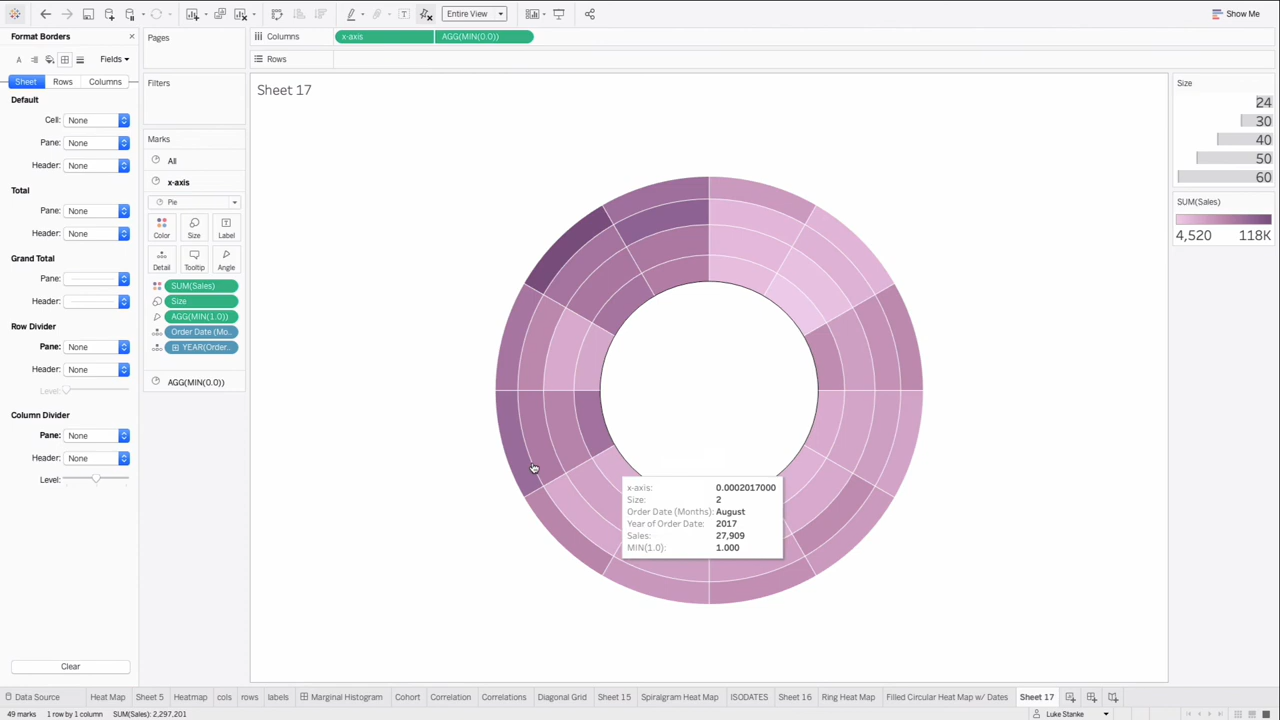 Entire View
Show Me
Format Borders
Fields
Sheet
Rows
Columns
Default
Cell:
None
Pane:
None
Header:
None
Total
Pane:
None
Header:
None
Grand Total
Pane:
Header:
Row Divider
Pane:
None
Header:
None
Level:
Column Divider
Pane:
None
Header:
None
Level:
Clear
Pages
Filters
Marks
All
x-axis
Pie
Color
Size
Label
Detail
Tooltip
Angle
SUM(Sales)
Size
AGG(MIN(1.0))
Order Date (Mo..
YEAR(Order..
AGG(MIN(0.0))
Columns
x-axis
AGG(MIN(0.0))
Rows
Sheet 17
x-axis: 0.0002017000
Size: 2
Order Date (Months): August
Year of Order Date: 2017
Sales: 27,909
MIN(1.0): 1.000
Size
24
30
40
50
60
SUM(Sales)
4,520 118K
Data Source
Heat Map
Sheet 5
Heatmap
cols
rows
labels
Marginal Histogram
Cohort
Correlation
Correlations
Diagonal Grid
Sheet 15
Spiralgram Heat Map
ISODATES
Sheet 16
Ring Heat Map
Filled Circular Heat Map w/ Dates
Sheet 17
49 marks
1 row by 1 column
SUM(Sales): 2,297,201
Luke Stanke